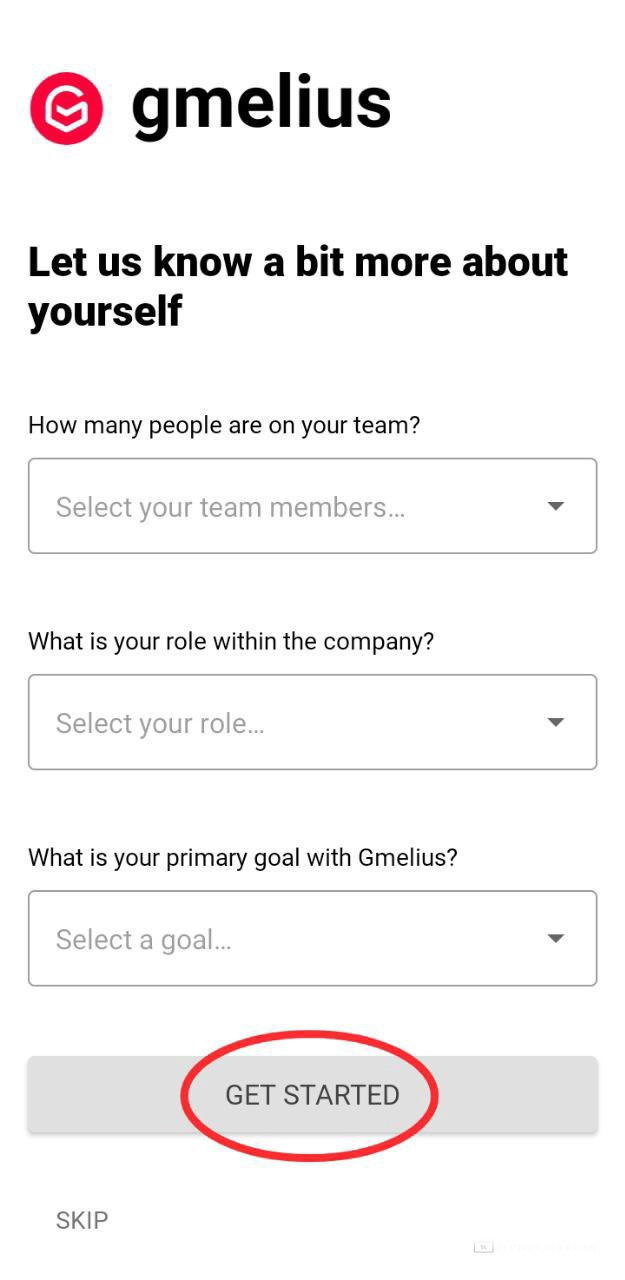 gmelius
Let us know a bit more about
yourself
How many people are on your team?
Select your team members...
What is your role within the company?
Select your role...
What is your primary goal with Gmelius?
Select a goal...
GET STARTED
SKIP